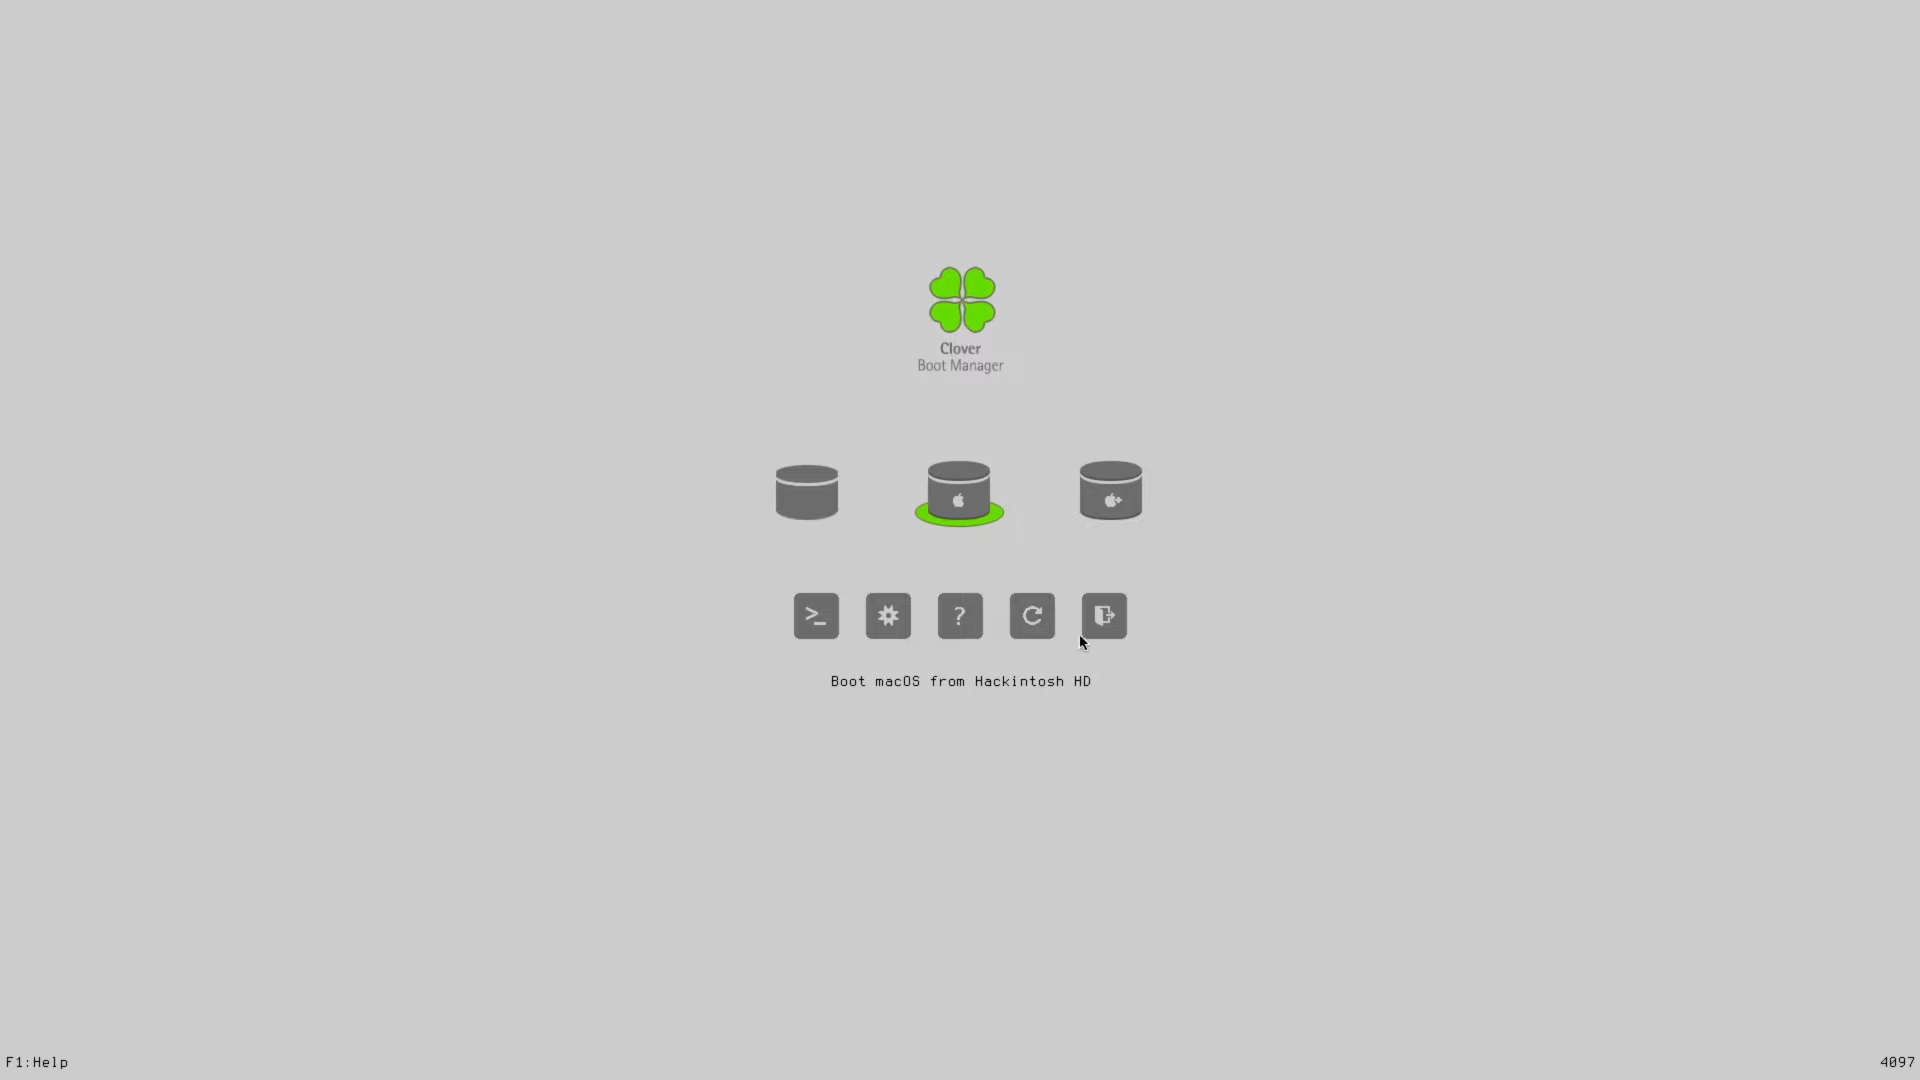 Clover
Boot Manager
>_
?
Boot macOS from Hackintosh HD
F1:Help
4097